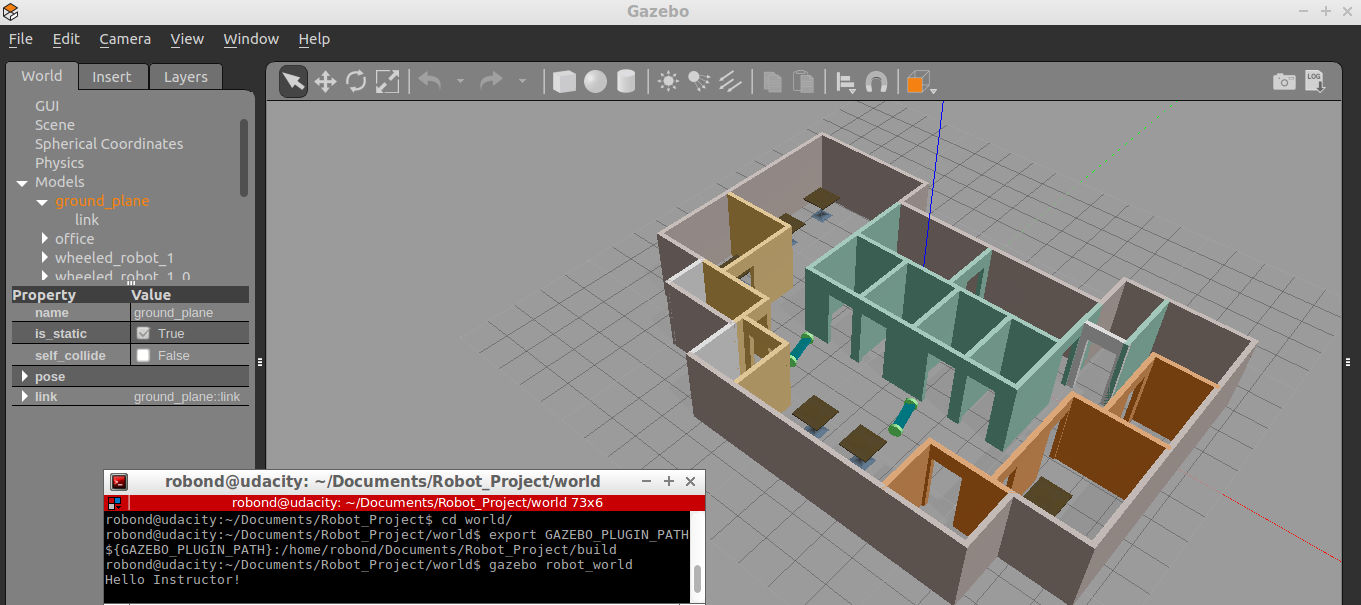 Gazebo
File Edit Camera View Window Help
World Insert Layers
LOG
GUI
Scene
Spherical Coordinates
Physics
Models
ground_plane
link
office
wheeled_robot_1
wheeled_robot_1_0
Property Value
name ground_plane
is_static True
self_collide False
pose
link ground_plane::link
robond@udacity: ~/Documents/Robot_Project/world
robond@udacity: ~/Documents/Robot_Project/world 73x6
robond@udacity:~/Documents/Robot_Project$ cd world/
robond@udacity:~/Documents/Robot_Project/world$ export GAZEBO_PLUGIN_PATH
${GAZEBO_PLUGIN_PATH}:/home/robond/Documents/Robot_Project/build
robond@udacity:~/Documents/Robot_Project/world$ gazebo robot_world
Hello Instructor!